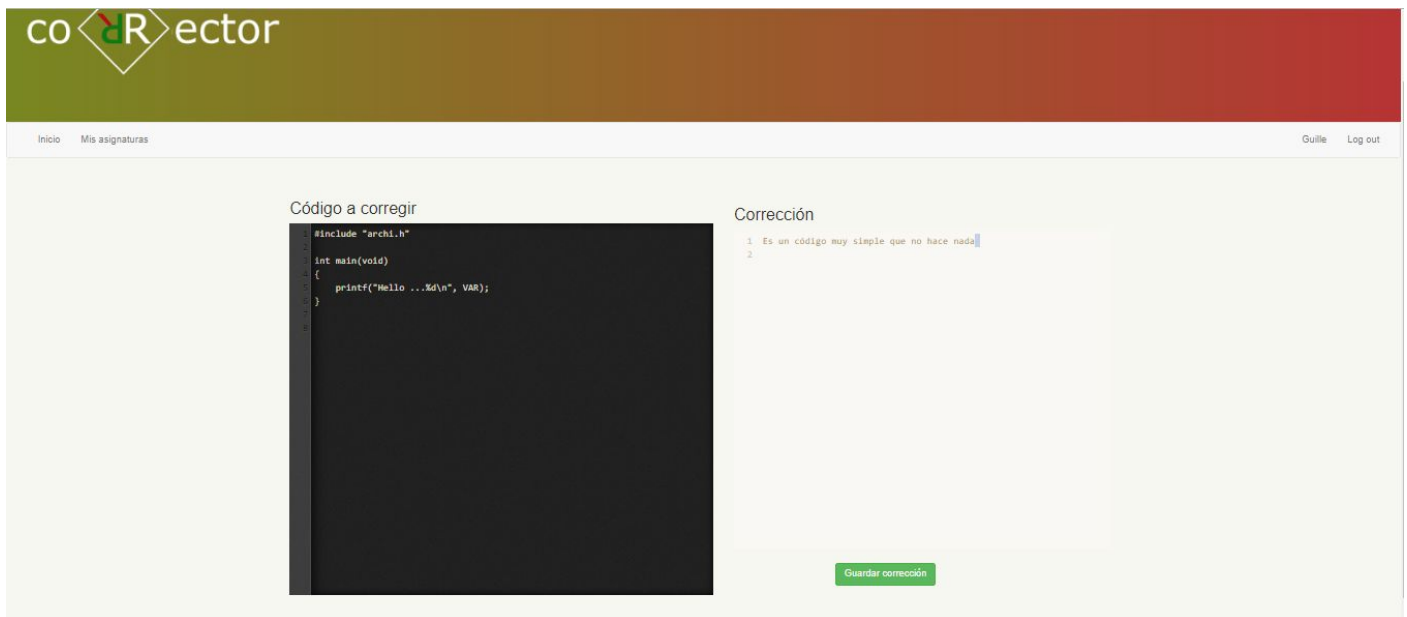 coRRector
Inicio Mis asignaturas Guille Log out
Código a corregir
1 #include "archi.h"
2
3 int main(void)
4 {
5 printf("Hello ...%d\n", VAR);
6 }
7
8
Corrección
1 Es un código muy simple que no hace nada
2
Guardar corrección